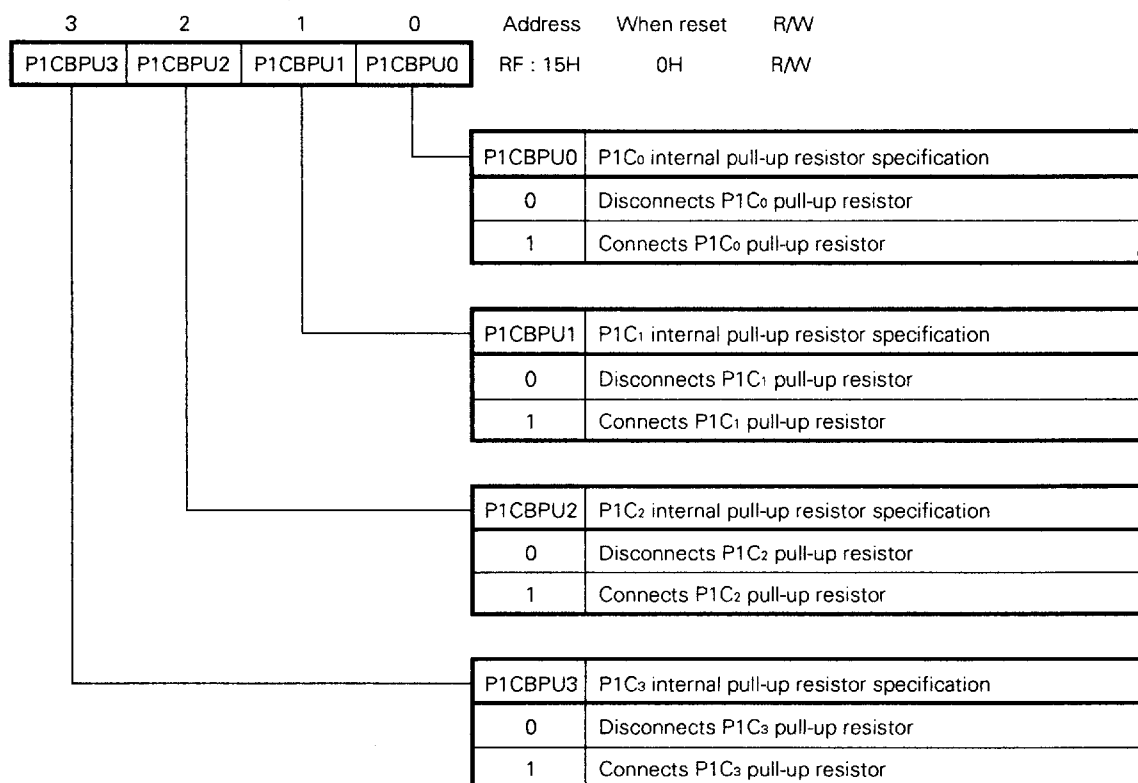 3 2 1 0 Address When reset R/W
P1CBPU3 P1CBPU2 P1CBPU1 P1CBPU0 RF : 15H 0H R/W
P1CBPU0 P1C₀ internal pull-up resistor specification
0 Disconnects P1C₀ pull-up resistor
1 Connects P1C₀ pull-up resistor
P1CBPU1 P1C₁ internal pull-up resistor specification
0 Disconnects P1C₁ pull-up resistor
1 Connects P1C₁ pull-up resistor
P1CBPU2 P1C₂ internal pull-up resistor specification
0 Disconnects P1C₂ pull-up resistor
1 Connects P1C₂ pull-up resistor
P1CBPU3 P1C₃ internal pull-up resistor specification
0 Disconnects P1C₃ pull-up resistor
1 Connects P1C₃ pull-up resistor